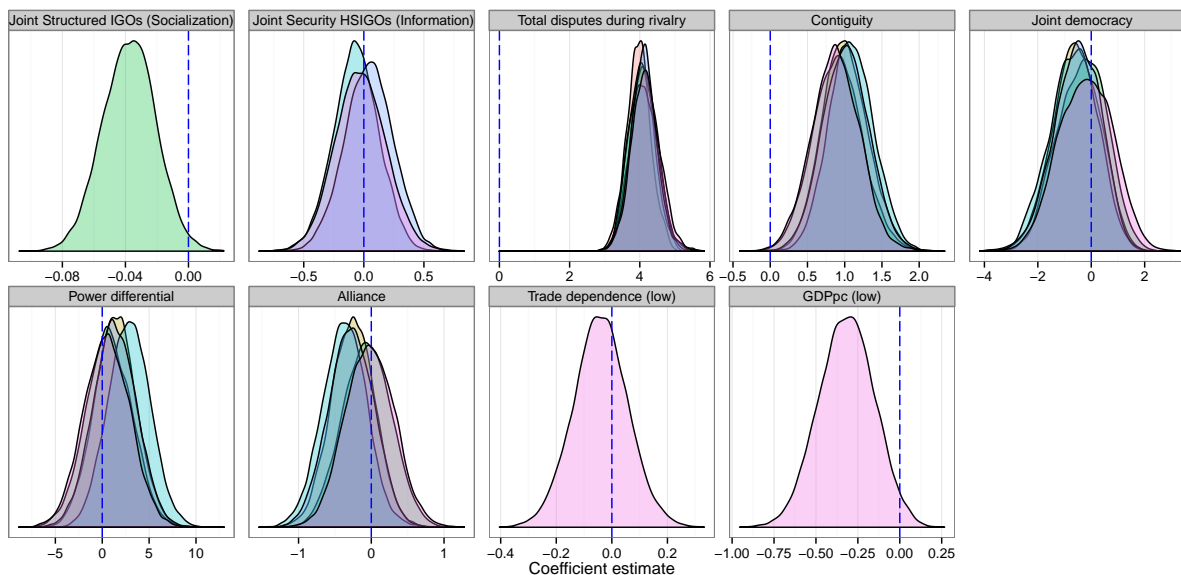 Joint Structured IGOs (Socialization)
Joint Security HSIGOs (Information)
Total disputes during rivalry
Contiguity
Joint democracy
−0.08 −0.04 0.00
−0.5 0.0 0.5
0 2 4 6
−0.5 0.0 0.5 1.0 1.5 2.0
−4 −2 0 2
Power differential
Alliance
Trade dependence (low)
GDPpc (low)
−5 0 5 10
−1 0 1
−0.4 −0.2 0.0 0.2
−1.00 −0.75 −0.50 −0.25 0.00 0.25
Coefficient estimate